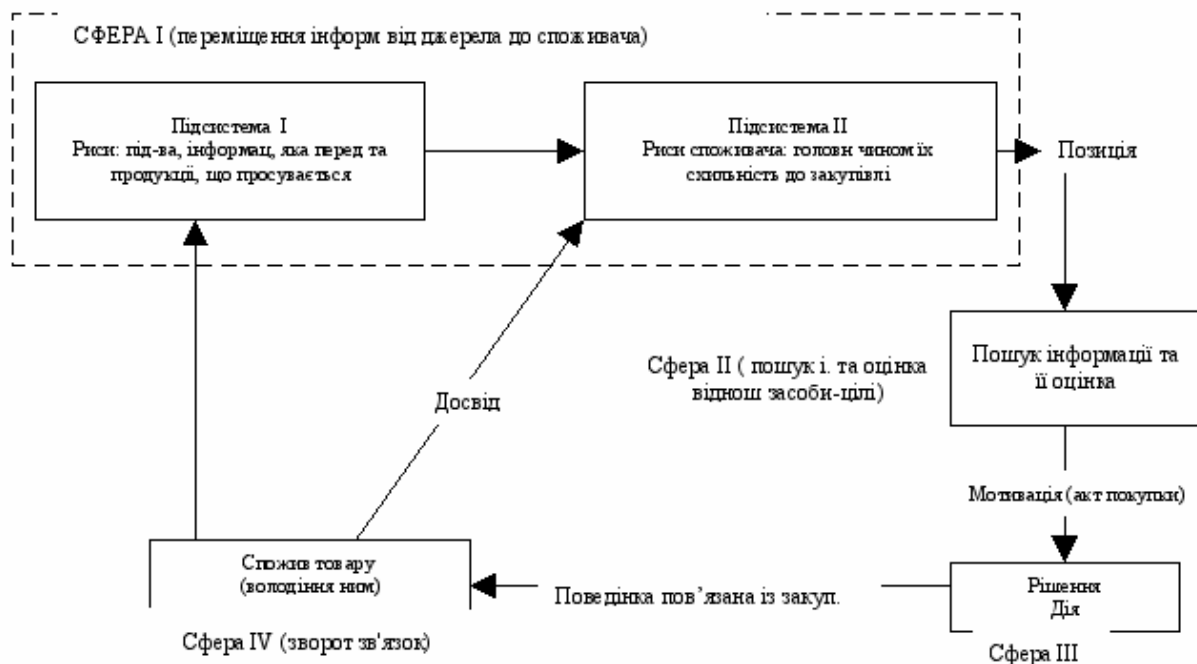 СФЕРА І (переміщення інформ від джерела до споживача)
Підсистема І
Риси: під-ва, інформац, яка перед та
продукції, що просувається
Підсистема ІІ
Риси споживача: головн чином їх
схильність до закупівлі
Позиція
Пошук інформації та
її оцінка
Сфера ІІ ( пошук і. та оцінка
віднош засоби-цілі)
Досвід
Мотивація (акт покупки)
Спожив товару
(володіння ним)
Поведінка пов’язана із закуп.
Рішення
Дія
Сфера IV (зворот зв'язок)
Сфера ІІІ